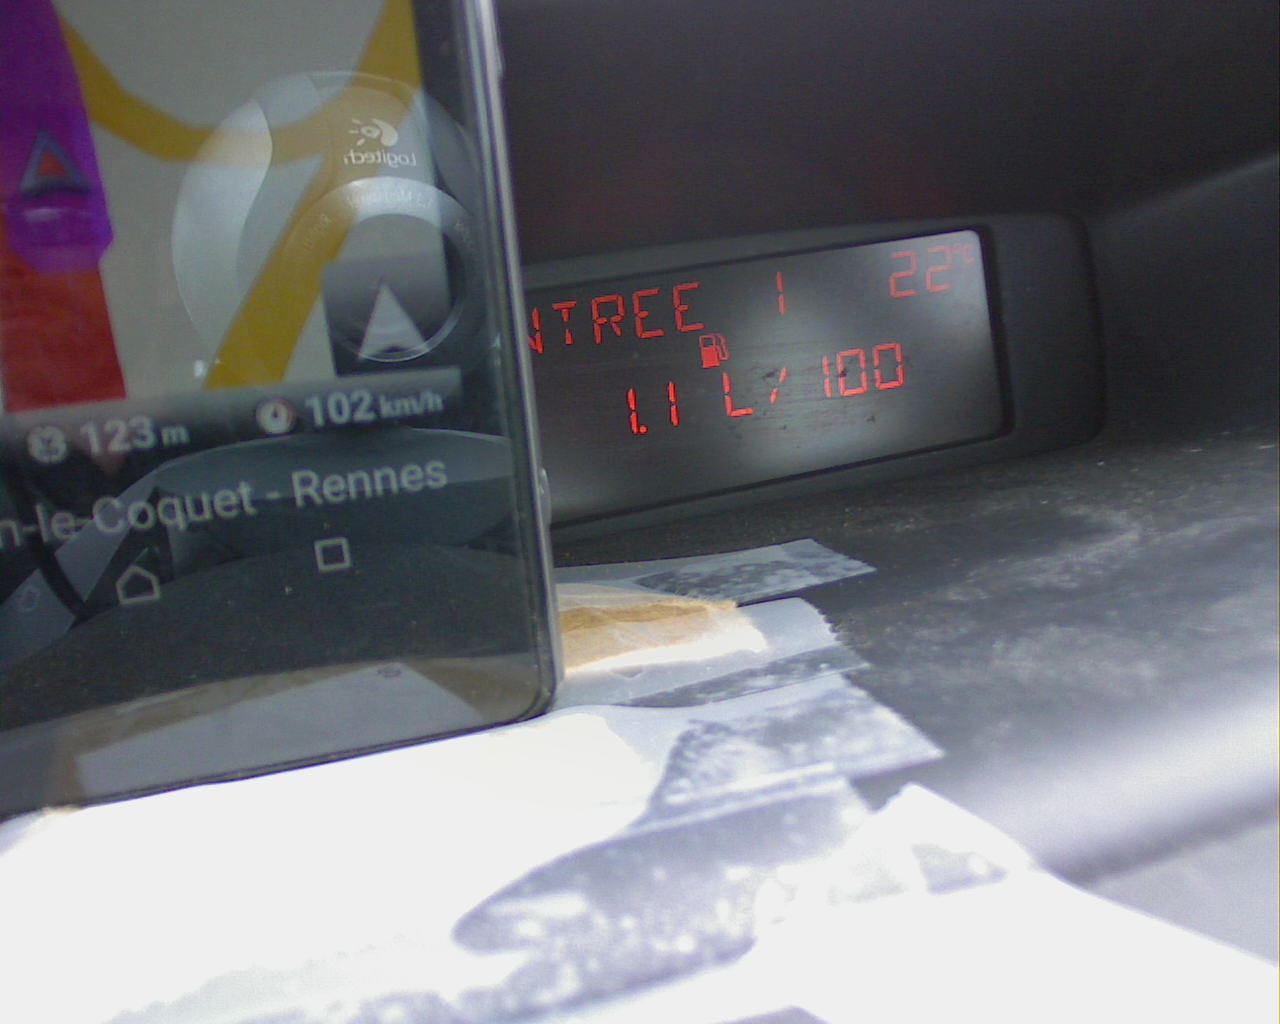 Logitech
123 m
102 km/h
n-le-Coquet - Rennes
NTREE 1 22°C
1.1 L / 100